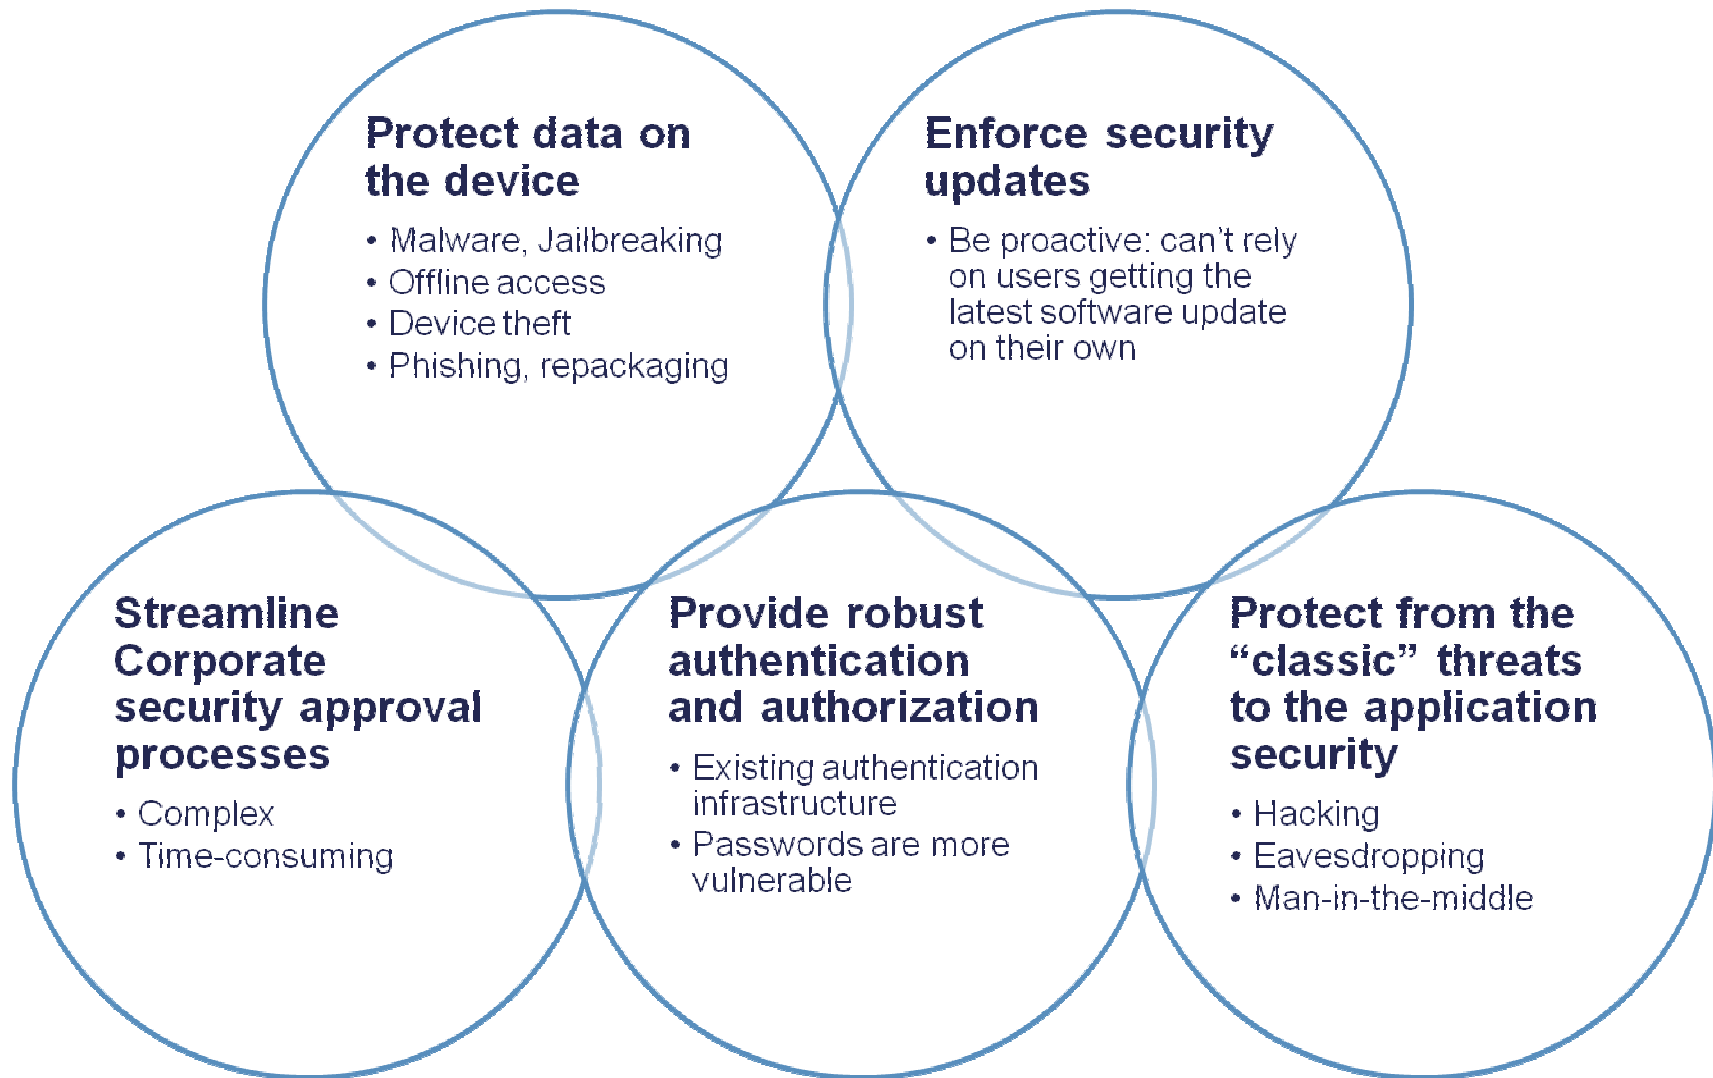 Protect data on
the device
• Malware, Jailbreaking
• Offline access
• Device theft
• Phishing, repackaging
Enforce security
updates
• Be proactive: can’t rely
on users getting the
latest software update
on their own
Streamline
Corporate
security approval
processes
• Complex
• Time-consuming
Provide robust
authentication
and authorization
• Existing authentication
infrastructure
• Passwords are more
vulnerable
Protect from the
“classic” threats
to the application
security
• Hacking
• Eavesdropping
• Man-in-the-middle